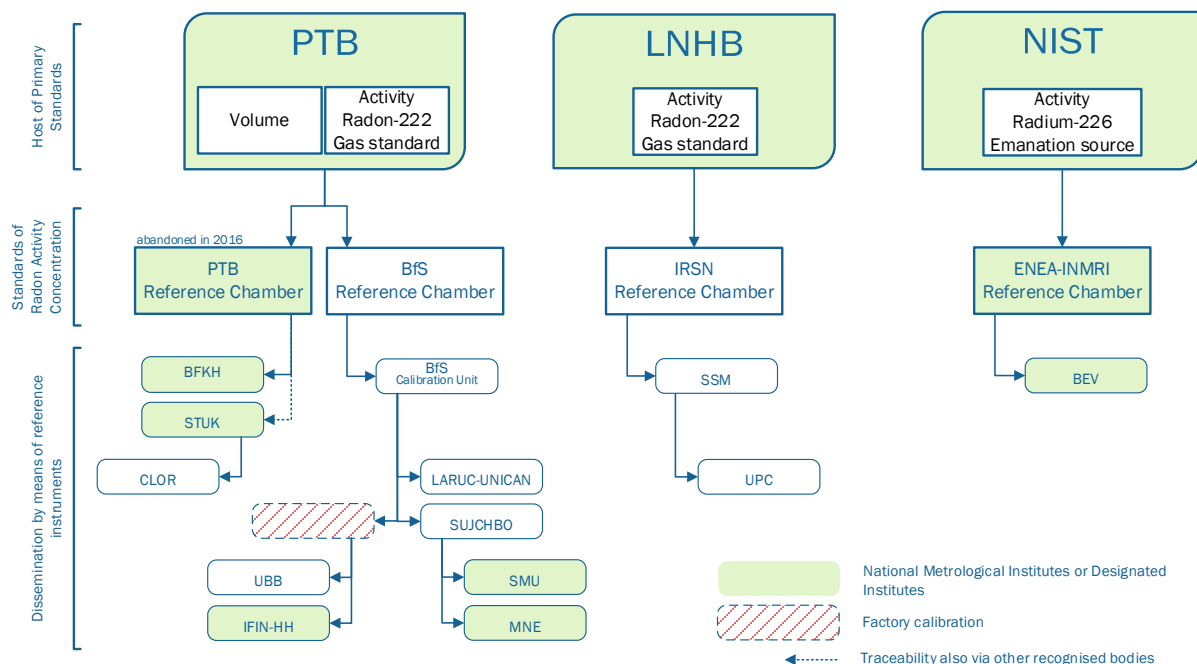 Host of Primary
Standards
PTB
Volume
Activity
Radon-222
Gas standard
LNHB
Activity
Radon-222
Gas standard
NIST
Activity
Radium-226
Emanation source
Standards of
Radon Activity
Concentration
abandoned in 2016
PTB
Reference Chamber
BfS
Reference Chamber
IRSN
Reference Chamber
ENEA-INMRI
Reference Chamber
Dissemination by means of reference
instruments
BFKH
BfS
Calibration Unit
SSM
BEV
STUK
CLOR
LARUC-UNICAN
UPC
SUJCHBO
UBB
SMU
IFIN-HH
MNE
National Metrological Institutes or Designated
Institutes
Factory calibration
Traceability also via other recognised bodies